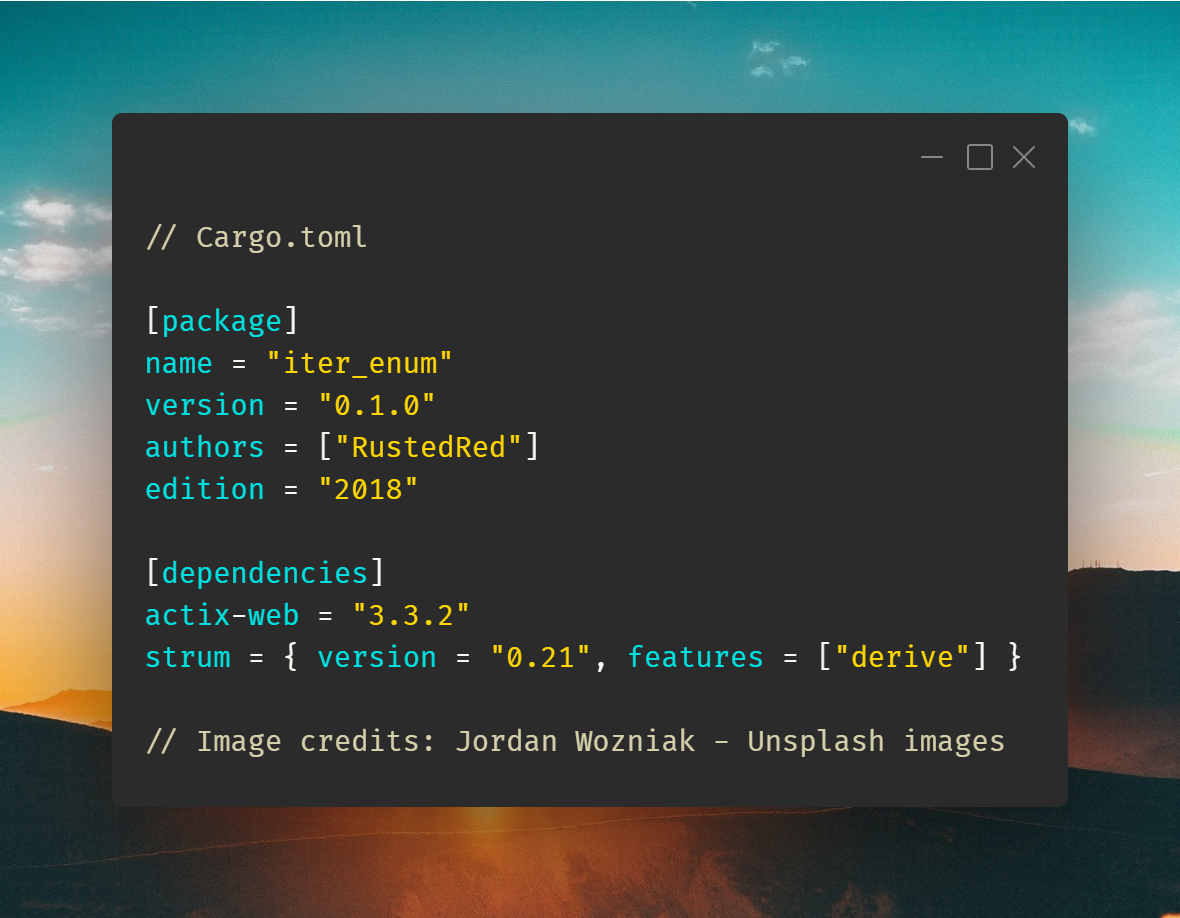 // Cargo.toml
[package]
name = "iter_enum"
version = "0.1.0"
authors = ["RustedRed"]
edition = "2018"
[dependencies]
actix-web = "3.3.2"
strum = { version = "0.21", features = ["derive"] }
// Image credits: Jordan Wozniak - Unsplash images